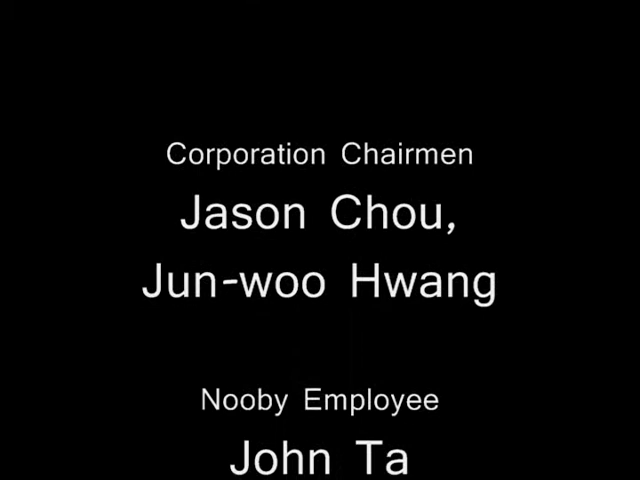 Corporation Chairmen
Jason Chou,
Jun-woo Hwang
Nooby Employee
John Ta